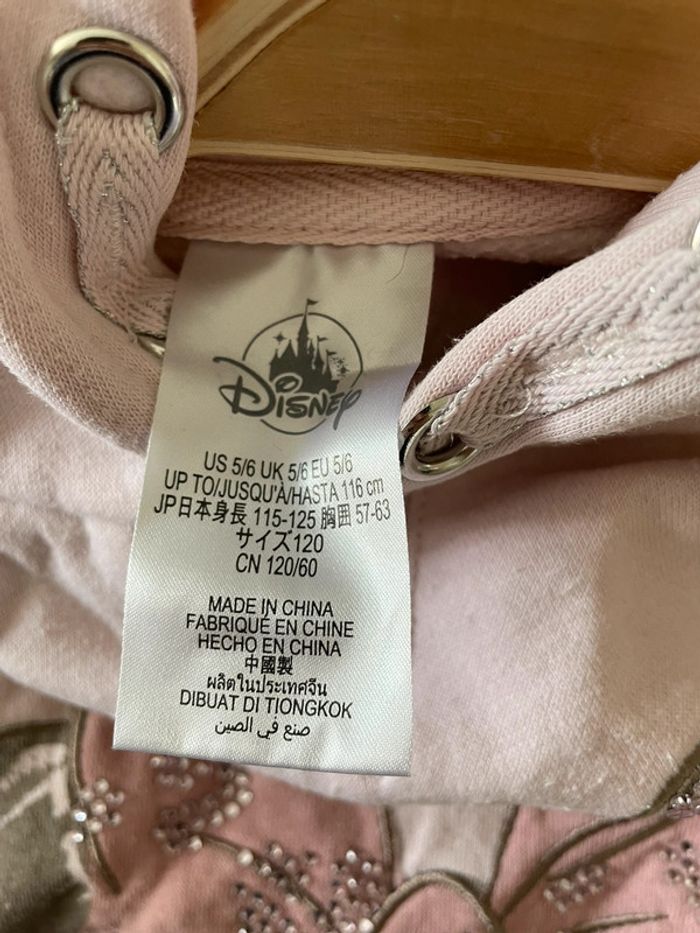 Disney
US 5/6 UK 5/6 EU 5/6
UP TO/JUSQU'À/HASTA 116 cm
JP日本身長 115-125 胸囲 57-63
サイズ120
CN 120/60
MADE IN CHINA
FABRIQUÉ EN CHINE
HECHO EN CHINA
中國製
ผลิตในประเทศจีน
DIBUAT DI TIONGKOK
صنع في الصين